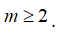 m ≥ 2 .